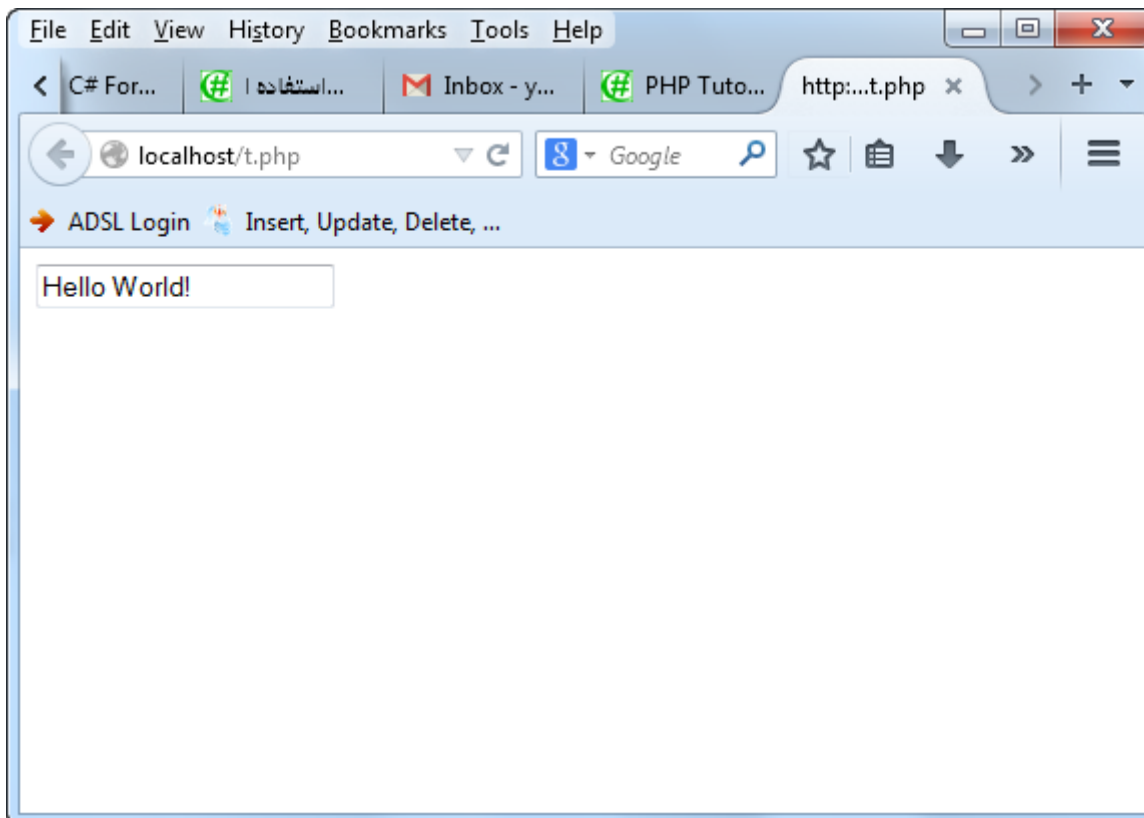 File Edit View History Bookmarks Tools Help
C# For... استفاده ا... Inbox - y... PHP Tuto... http:...t.php
localhost/t.php Google
ADSL Login Insert, Update, Delete, ...
Hello World!